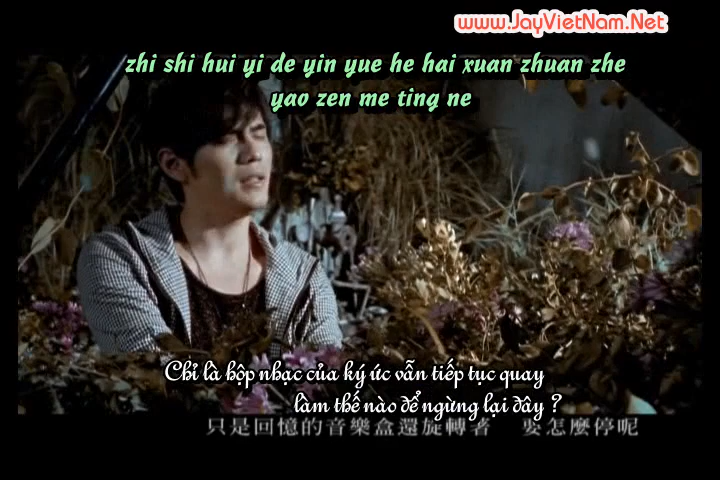 www.JayVietNam.Net
zhi shi hui yi de yin yue he hai xuan zhuan zhe
yao zen me ting ne
Chỉ là hộp nhạc của ký ức vẫn tiếp tục quay
làm thế nào để ngừng lại đây ?
只是回憶的音樂盒還旋轉著 要怎麼停呢